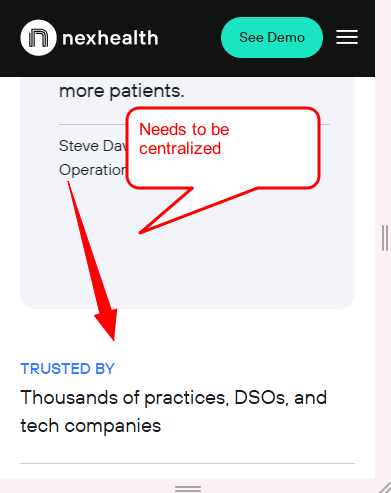 nexhealth
See Demo
more patients.
Needs to be
centralized
Steve
Operation
TRUSTED BY
Thousands of practices, DSOs, and
tech companies